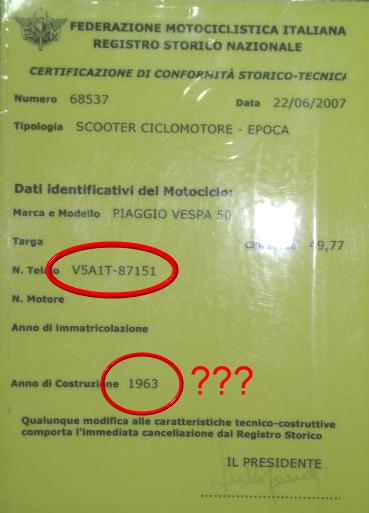 FEDERAZIONE MOTOCICLISTICA ITALIANA
REGISTRO STORICO NAZIONALE
CERTIFICAZIONE DI CONFORMITÀ STORICO-TECNICA
Numero 68537 Data 22/06/2007
Tipologia SCOOTER CICLOMOTORE - EPOCA
Dati identificativi del Motociclo:
Marca e Modello PIAGGIO VESPA 50
Targa 49,77
N. Telaio V5A1T-87151
N. Motore
Anno di immatricolazione
Anno di Costruzione 1963 ???
Qualunque modifica alle caratteristiche tecnico-costruttive
comporta l'immediata cancellazione dal Registro Storico
IL PRESIDENTE